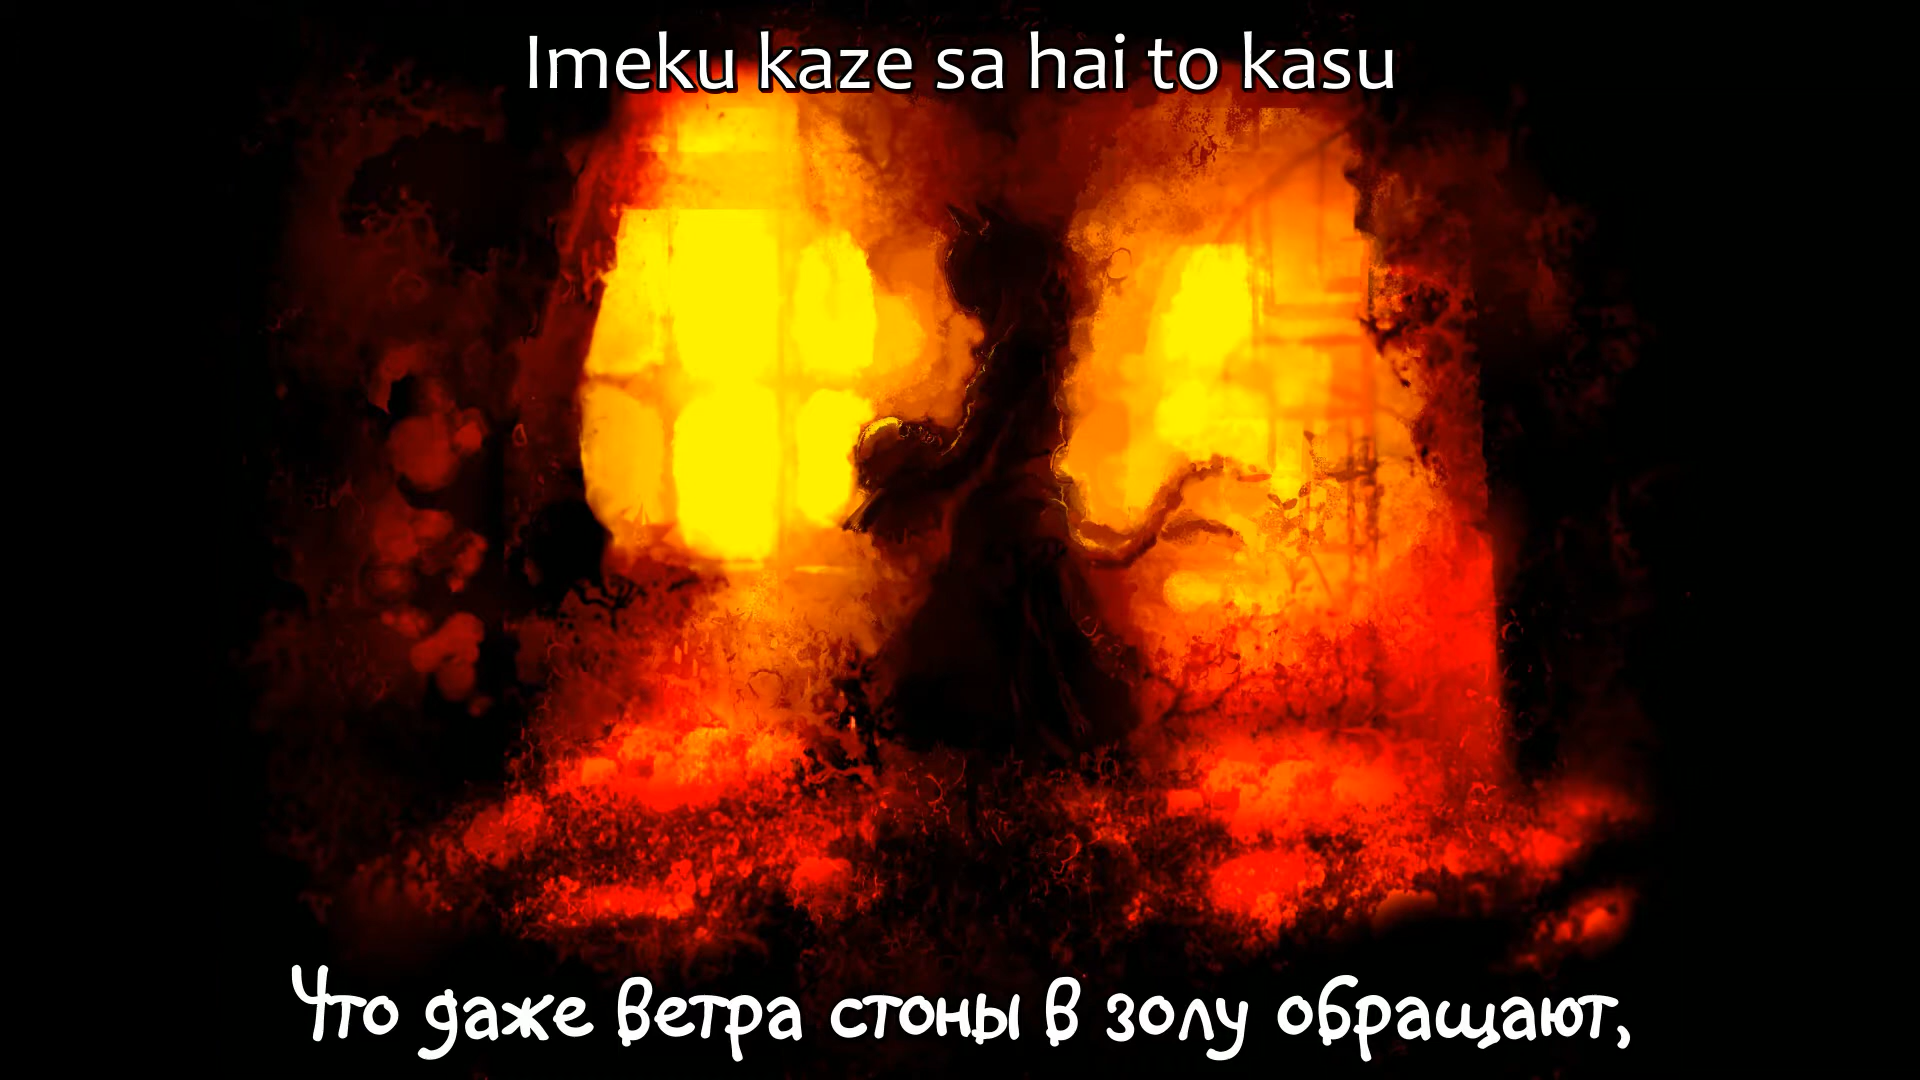 Imeku kaze sa hai to kasu
Что даже ветра стоны в золу обращают,